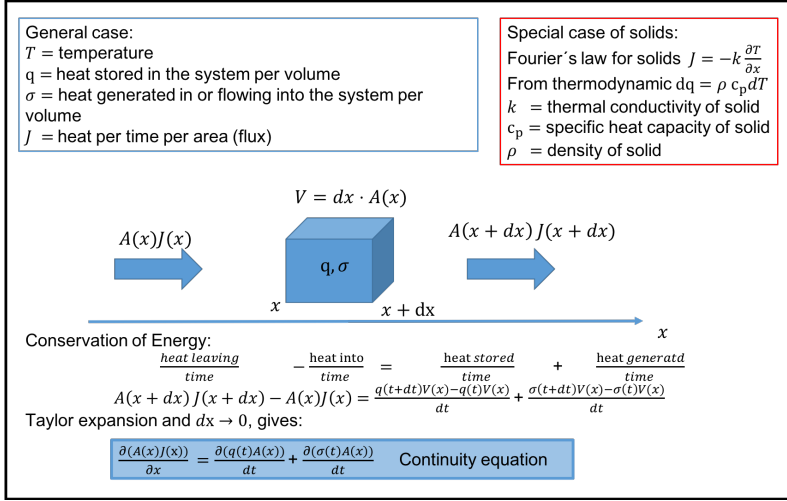 General case:
T = temperature
q = heat stored in the system per volume
σ = heat generated in or flowing into the system per
volume
J = heat per time per area (flux)
Special case of solids:
Fourier´s law for solids J = −k ∂T/∂x
From thermodynamic dq = ρ c_p dT
k = thermal conductivity of solid
c_p = specific heat capacity of solid
ρ = density of solid
V = dx · A(x)
A(x)J(x)
A(x + dx) J(x + dx)
q, σ
x
x + dx
x
Conservation of Energy:
heat leaving/time − heat into/time = heat stored/time + heat generatd/time
A(x + dx) J(x + dx) − A(x)J(x) = (q(t+dt)V(x)−q(t)V(x))/dt + (σ(t+dt)V(x)−σ(t)V(x))/dt
Taylor expansion and dx → 0, gives:
∂(A(x)J(x))/∂x = ∂(q(t)A(x))/dt + ∂(σ(t)A(x))/dt Continuity equation